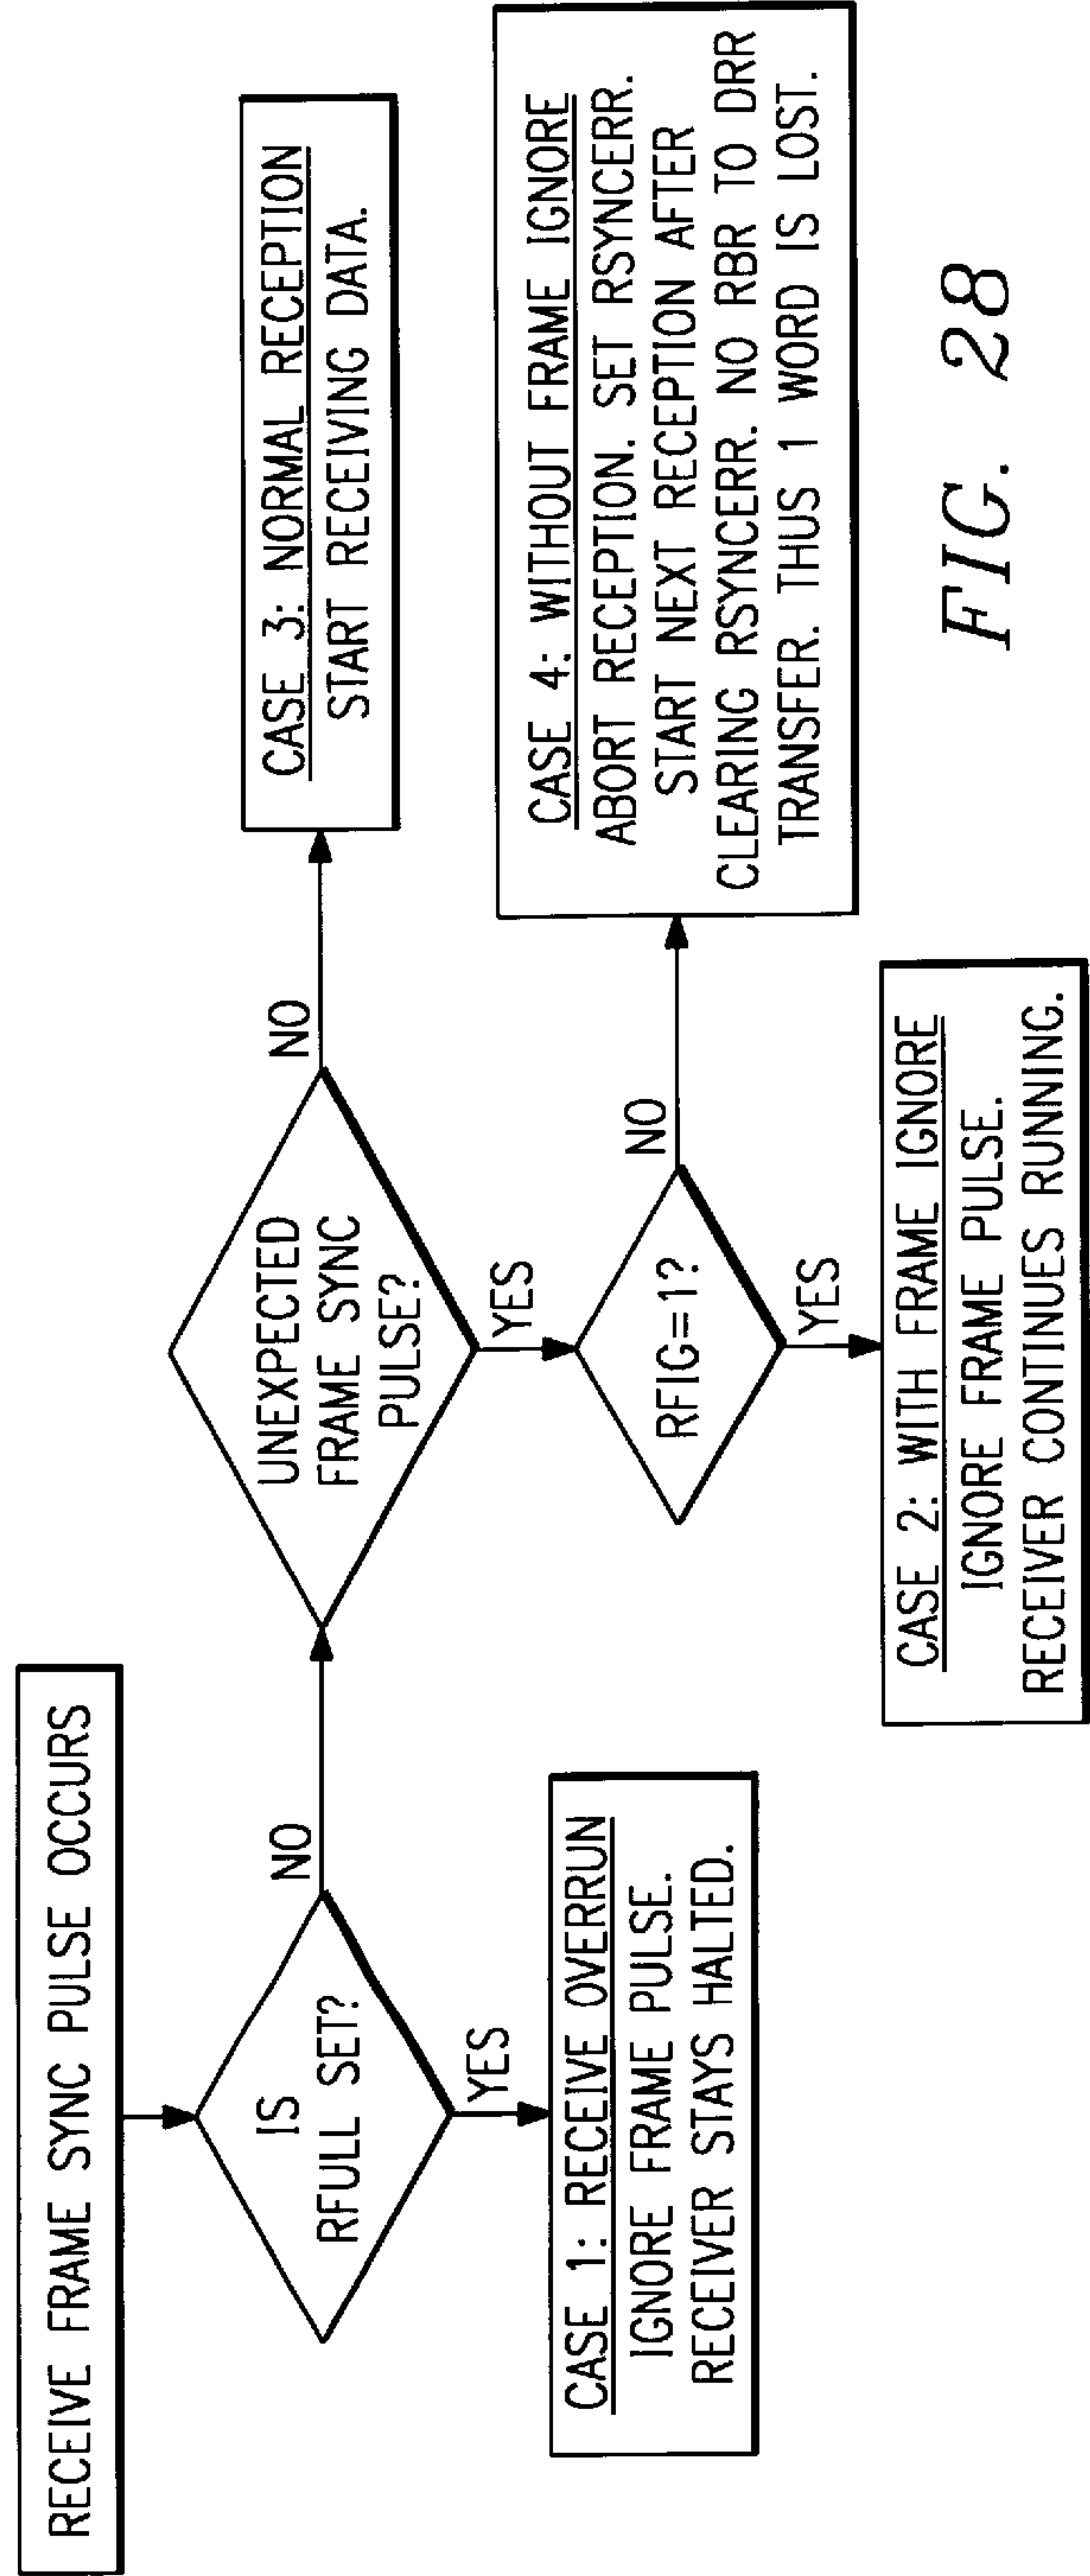 RECEIVE FRAME SYNC PULSE OCCURS
IS
RFULL SET?
NO
YES
CASE 1: RECEIVE OVERRUN
IGNORE FRAME PULSE.
RECEIVER STAYS HALTED.
UNEXPECTED
FRAME SYNC
PULSE?
NO
YES
CASE 3: NORMAL RECEPTION
START RECEIVING DATA.
RFIG=1?
NO
YES
CASE 4: WITHOUT FRAME IGNORE
ABORT RECEPTION. SET RSYNCERR.
START NEXT RECEPTION AFTER
CLEARING RSYNCERR. NO RBR TO DRR
TRANSFER. THUS 1 WORD IS LOST.
CASE 2: WITH FRAME IGNORE
IGNORE FRAME PULSE.
RECEIVER CONTINUES RUNNING.
FIG. 28